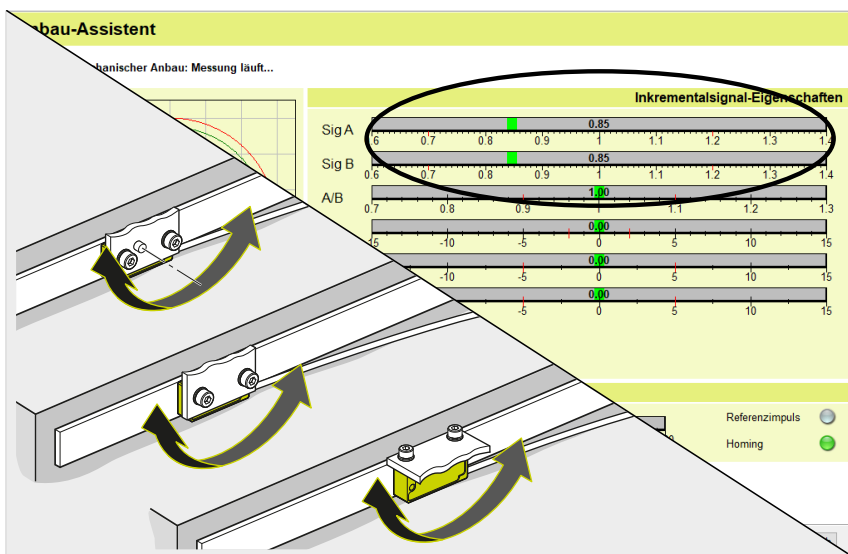 nbau-Assistent
hanischer Anbau: Messung läuft...
Inkrementalsignal-Eigenschaften
Sig A
0.85
.6 0.7 0.8 0.9 1 1.1 1.2 1.3 1.4
Sig B
0.85
0.6 0.7 0.8 0.9 1 1.1 1.2 1.3 1.4
A/B
1.00
0.7 0.8 0.9 1 1.1 1.2 1.3
0.00
15 -10 -5 0 5 10 15
0.00
-10 -5 0 5 10 15
0.00
-5 0 5 10 15
Referenzimpuls
Homing